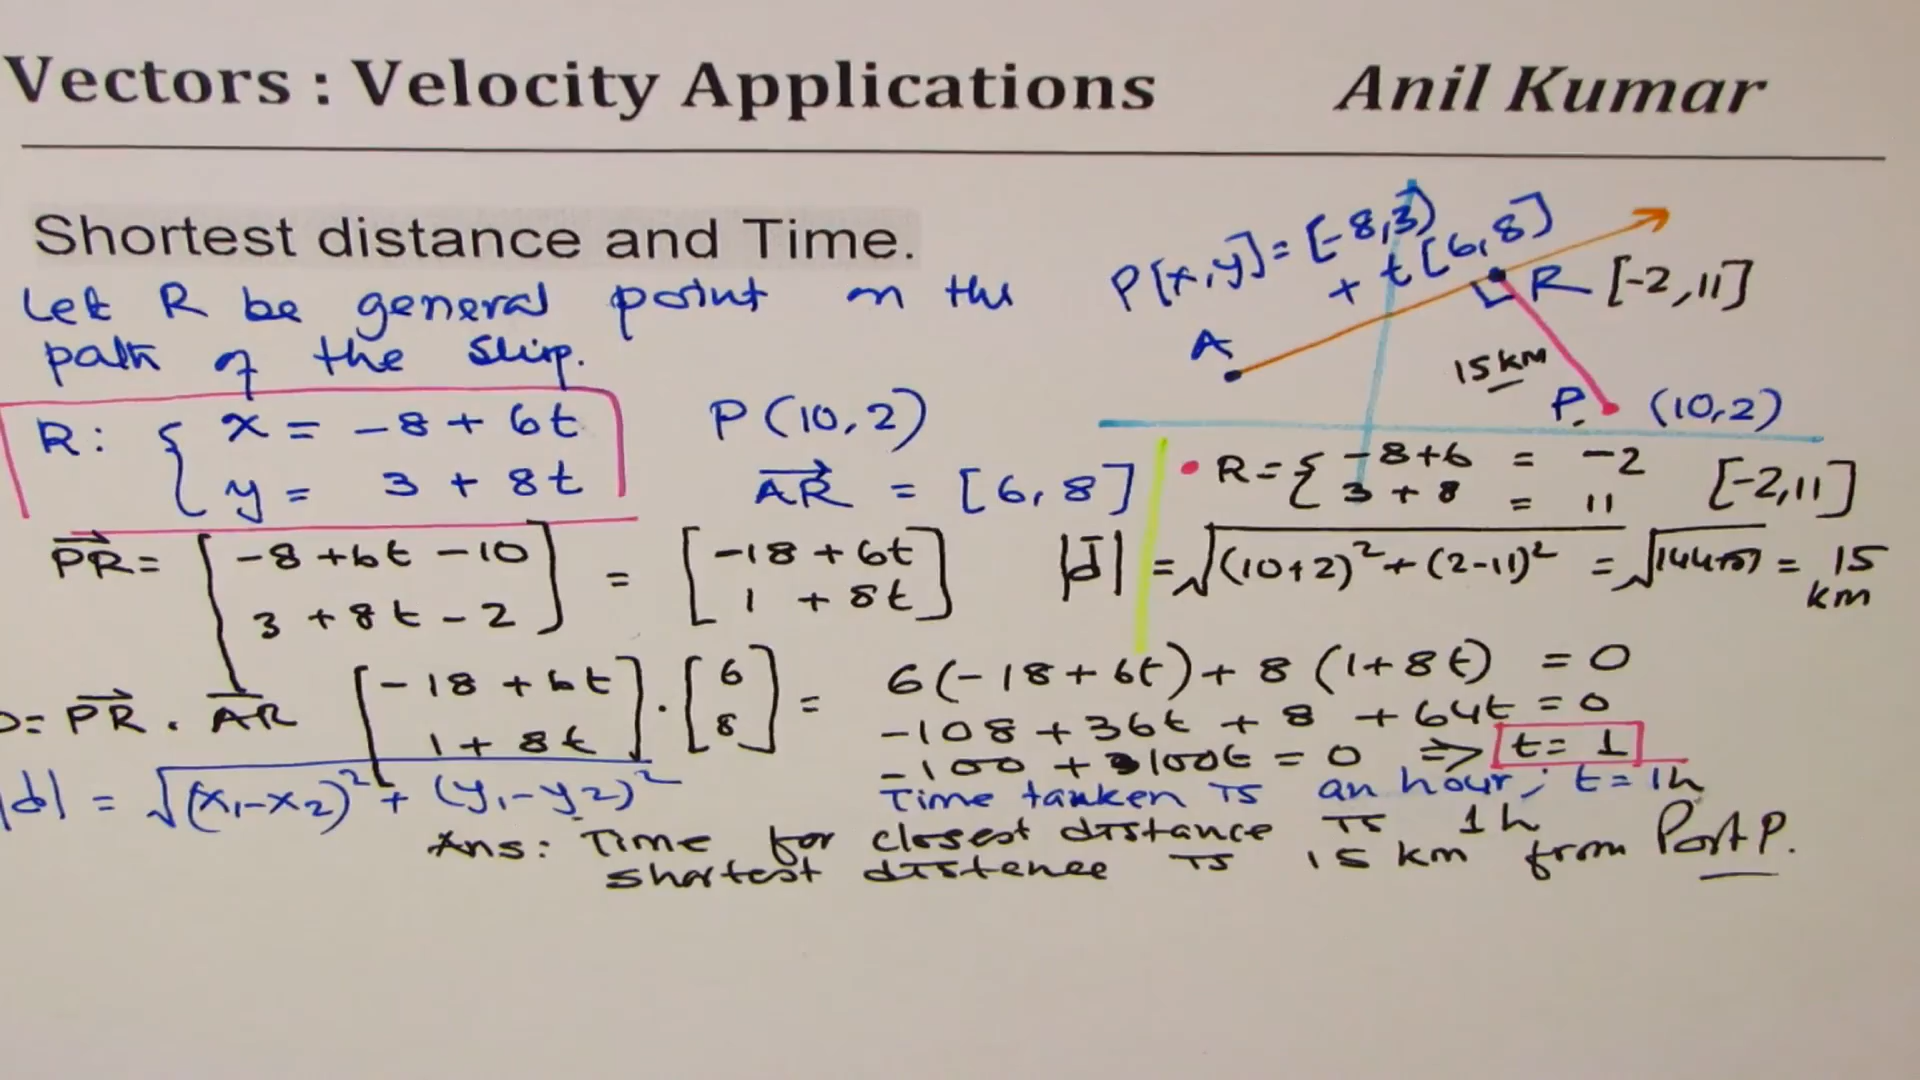 Vectors : Velocity Applications Anil Kumar
Shortest distance and Time.
Let R be general point on the
path of the ship.
R: { x = -8 + 6t
y = 3 + 8t
P(10,2)
AR = [6,8]
PR = [-8+6t-10
3+8t-2] = [-18+6t
1+8t]
0 = PR . AR [-18+6t
1+8t] . [6
8] =
|d| = √(x₁-x₂)² + (y₁-y₂)²
P[x,y] = [-8,3)
+ t[6,8]
R [-2,11]
A
15 km
P. (10,2)
R = { -8+6 = -2 [-2,11]
3+8 = 11
|d| = √(10+2)² + (2-11)² = √144+81 = 15
km
6(-18+6t) + 8(1+8t) = 0
-108 + 36t + 8 + 64t = 0
-100 + 100t = 0 => t = 1
Time tanken is an hour; t = 1h
Ans: Time for closest distance is 1h
shortest distence is 15 km from Port P.